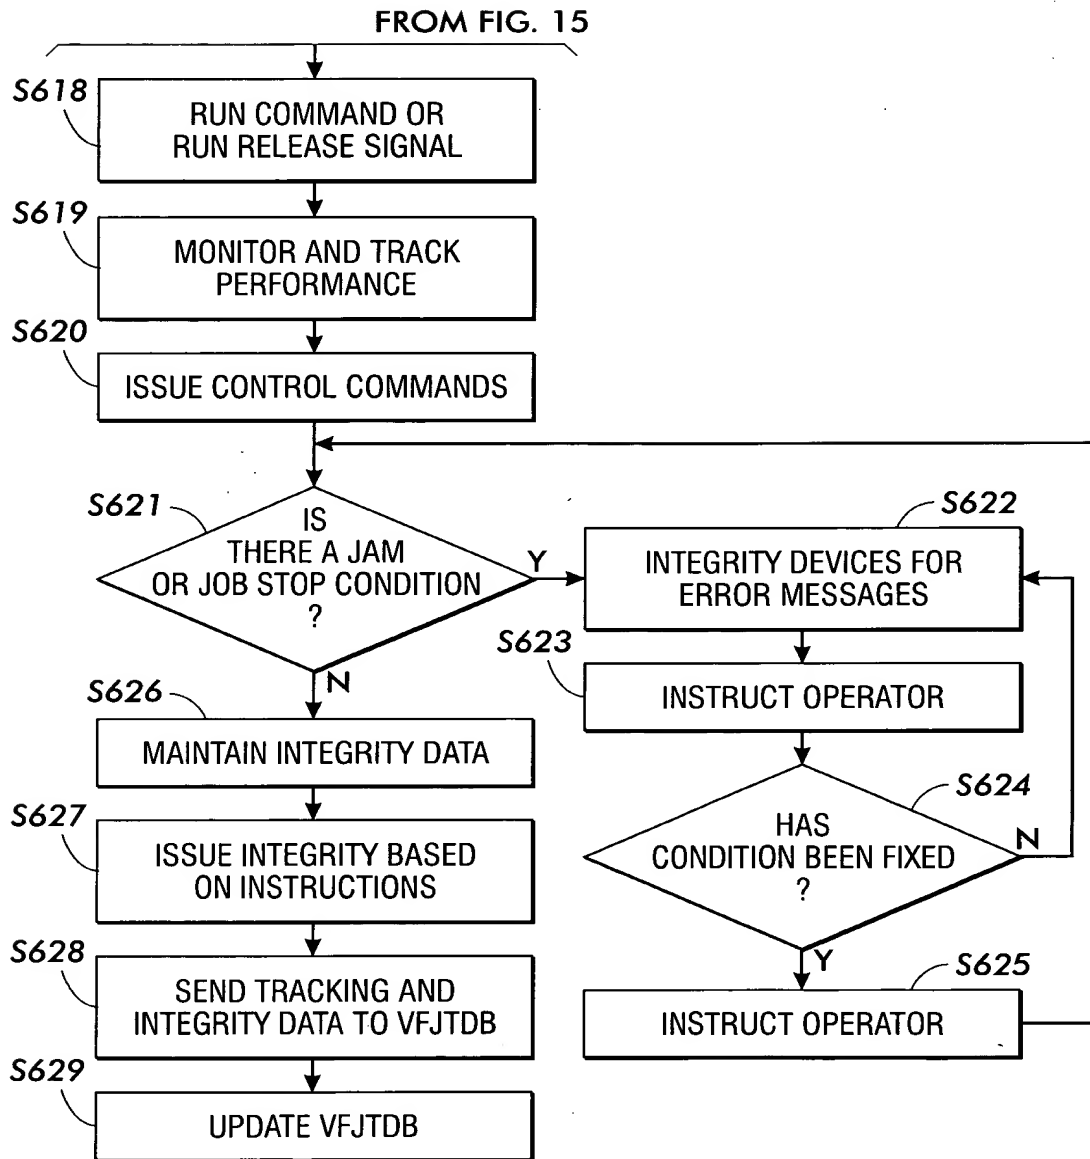 FROM FIG. 15
S618
RUN COMMAND OR
RUN RELEASE SIGNAL
S619
MONITOR AND TRACK
PERFORMANCE
S620
ISSUE CONTROL COMMANDS
S621
IS
THERE A JAM
OR JOB STOP CONDITION
?
Y
N
S622
INTEGRITY DEVICES FOR
ERROR MESSAGES
S623
INSTRUCT OPERATOR
S624
HAS
CONDITION BEEN FIXED
?
N
Y
S625
INSTRUCT OPERATOR
S626
MAINTAIN INTEGRITY DATA
S627
ISSUE INTEGRITY BASED
ON INSTRUCTIONS
S628
SEND TRACKING AND
INTEGRITY DATA TO VFJTDB
S629
UPDATE VFJTDB